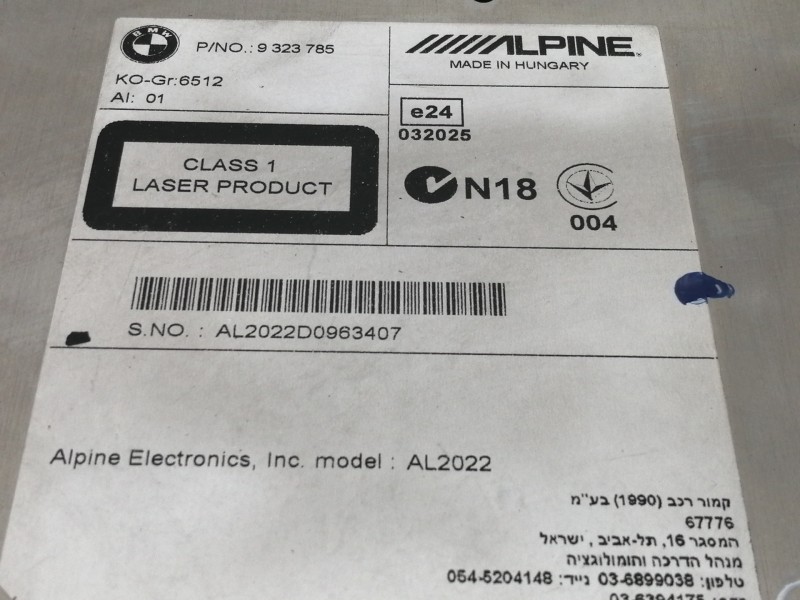 BMW
P/NO.: 9 323 785
KO-Gr:6512
AI: 01
CLASS 1
LASER PRODUCT
ALPINE
MADE IN HUNGARY
e24
032025
N18
004
S.NO. : AL2022D0963407
Alpine Electronics, Inc. model : AL2022
קמור רכב (1990) בע"מ
67776
המסגר 16, תל-אביב, ישראל
מנהל הדרכה והומולוגציה
טלפון: 03-6899038 נייד: 054-5204148
03-6394175